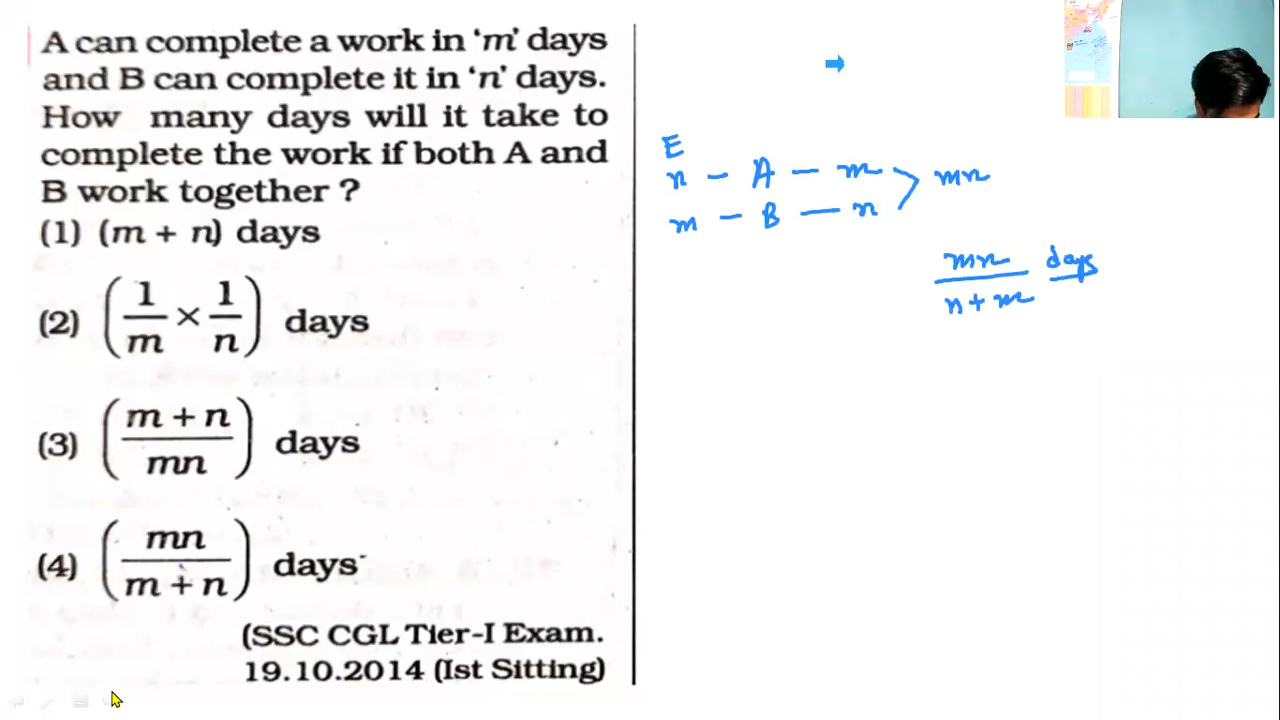 A can complete a work in ‘m’ days
and B can complete it in ‘n’ days.
How many days will it take to
complete the work if both A and
B work together ?
(1) (m + n) days
(2) (1/m × 1/n) days
(3) (m + n/mn) days
(4) (mn/m + n) days
(SSC CGL Tier-I Exam.
19.10.2014 (Ist Sitting)
E
n – A – m
m – B – n
mn
mn/n+m days